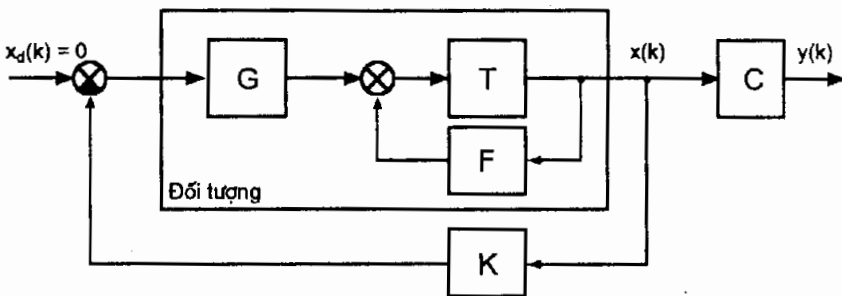 x_d(k) = 0
x(k)
y(k)
G
T
C
F
Đối tượng
K